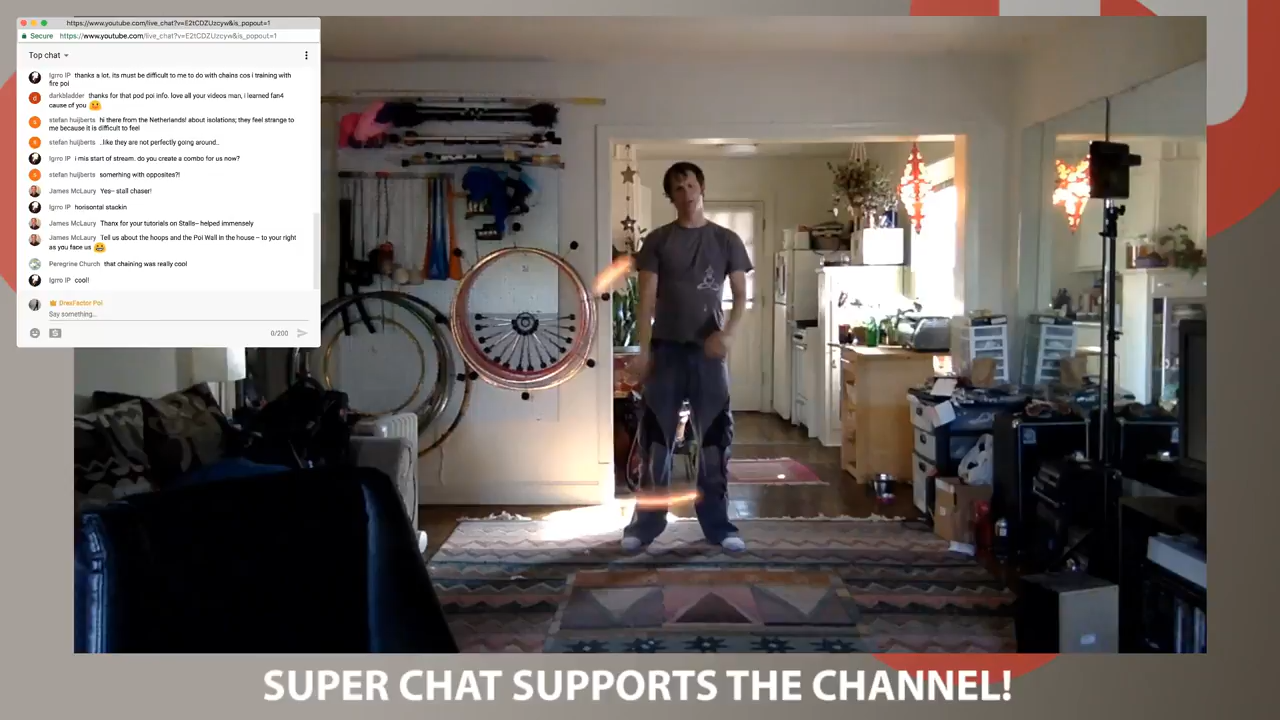 https://www.youtube.com/live_chat?v=E2tCDZUzcyw&is_popout=1
Secure https://www.youtube.com/live_chat?v=E2tCDZUzcyw&is_popout=1
Top chat
Igrro IP thanks a lot. its must be difficult to me to do with chains cos i training with
fire poi
darkbladder thanks for that pod poi info. love all your videos man, i learned fan4
cause of you
stefan huijberts hi there from the Netherlands! about isolations; they feel strange to
me because it is difficult to feel
stefan huijberts ..like they are not perfectly going around..
Igrro IP i mis start of stream. do you create a combo for us now?
stefan huijberts somerhing with opposites?!
James McLaury Yes-- stall chaser!
Igrro IP horisontal stackin
James McLaury Thanx for your tutorials on Stalls-- helped immensely
James McLaury Tell us about the hoops and the Poi Wall in the house -- to your right
as you face us
Peregrine Church that chaining was really cool
Igrro IP cool!
DrexFactor Poi
Say something...
0/200
SUPER CHAT SUPPORTS THE CHANNEL!